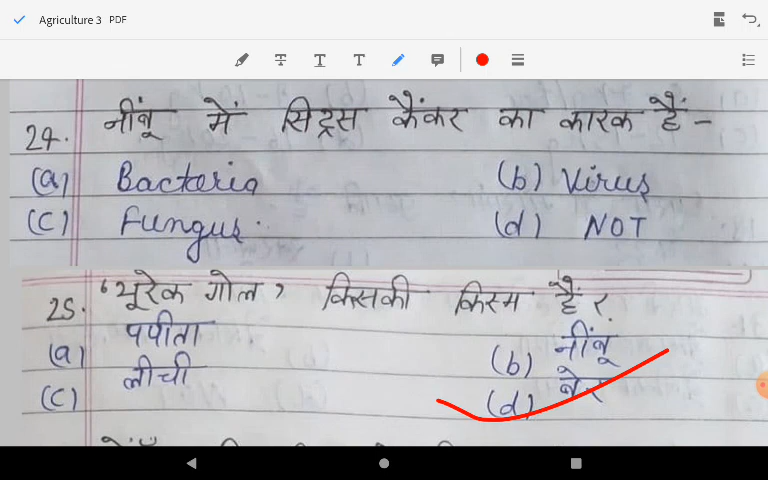 Agriculture 3 PDF
24. नींबू में सिट्रस कैंकर का कारक हैं -
(a) Bacteria (b) Virus
(c) Fungus. (d) NOT
25. 'यूरेक गोल' किसकी किस्म हैं ?
(a) पपीता (b) नींबू
(c) लीची (d) बेर